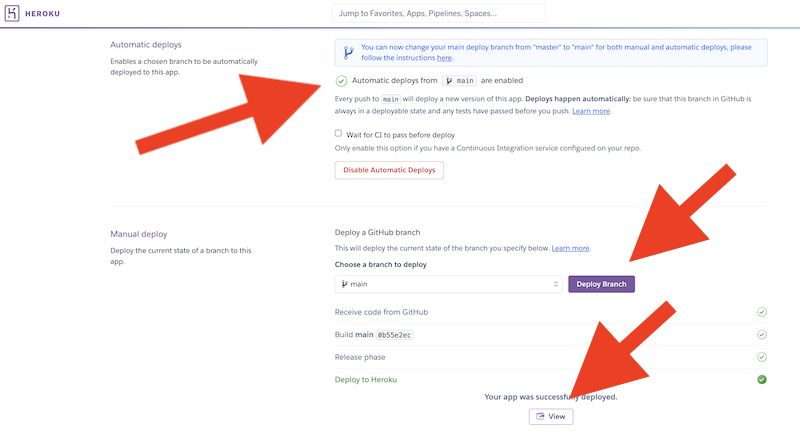 HEROKU
Jump to Favorites, Apps, Pipelines, Spaces...
Automatic deploys
Enables a chosen branch to be automatically
deployed to this app.
You can now change your main deploy branch from "master" to "main" for both manual and automatic deploys, please
follow the instructions here.
Automatic deploys from main are enabled
Every push to main will deploy a new version of this app. Deploys happen automatically: be sure that this branch in GitHub is
always in a deployable state and any tests have passed before you push. Learn more.
Wait for CI to pass before deploy
Only enable this option if you have a Continuous Integration service configured on your repo.
Disable Automatic Deploys
Manual deploy
Deploy the current state of a branch to this
app.
Deploy a GitHub branch
This will deploy the current state of the branch you specify below. Learn more.
Choose a branch to deploy
main
Deploy Branch
Receive code from GitHub
Build main 0b55e2ec
Release phase
Deploy to Heroku
Your app was successfully deployed.
View